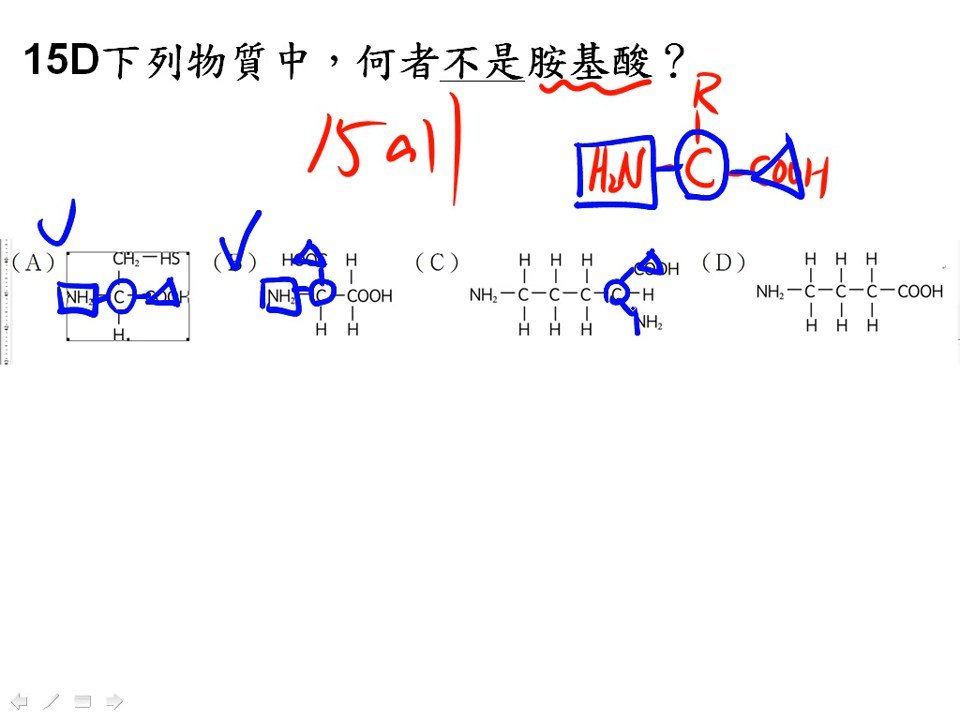 15D下列物質中，何者不是胺基酸？
R
15 all
H₂N—C—COOH
(A) CH₂—HS (B) HOOC H (C) H H H COOH (D) H H H
NH₂—C—COOH NH₂—C—C—COOH NH₂—C—C—C—C—H NH₂—C—C—C—COOH
H H H H H H NH₂ H H H